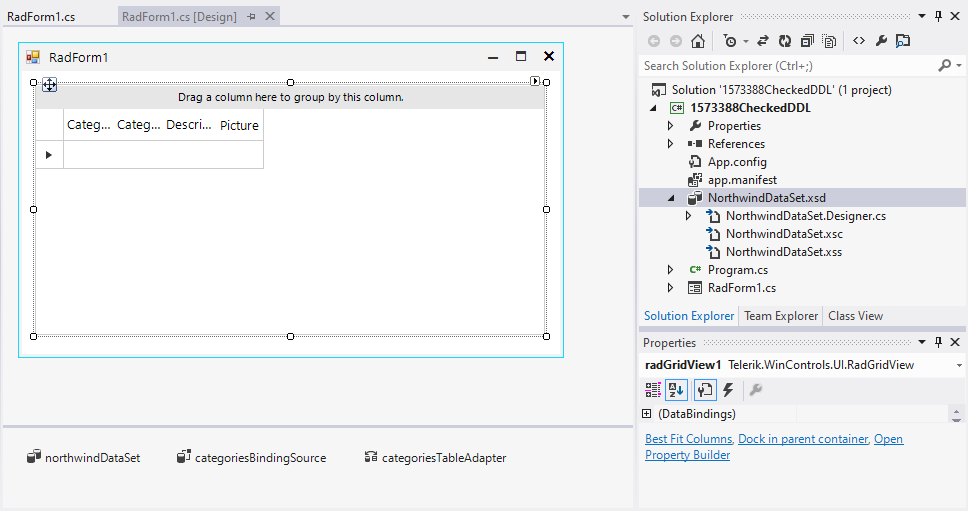 RadForm1.cs
RadForm1.cs [Design]
RadForm1
Drag a column here to group by this column.
Categ... Categ... Descri... Picture
northwindDataSet
categoriesBindingSource
categoriesTableAdapter
Solution Explorer
Search Solution Explorer (Ctrl+;)
Solution '1573388CheckedDDL' (1 project)
1573388CheckedDDL
Properties
References
App.config
app.manifest
NorthwindDataSet.xsd
NorthwindDataSet.Designer.cs
NorthwindDataSet.xsc
NorthwindDataSet.xss
C# Program.cs
RadForm1.cs
Solution Explorer Team Explorer Class View
Properties
radGridView1 Telerik.WinControls.UI.RadGridView
(DataBindings)
Best Fit Columns, Dock in parent container, Open
Property Builder